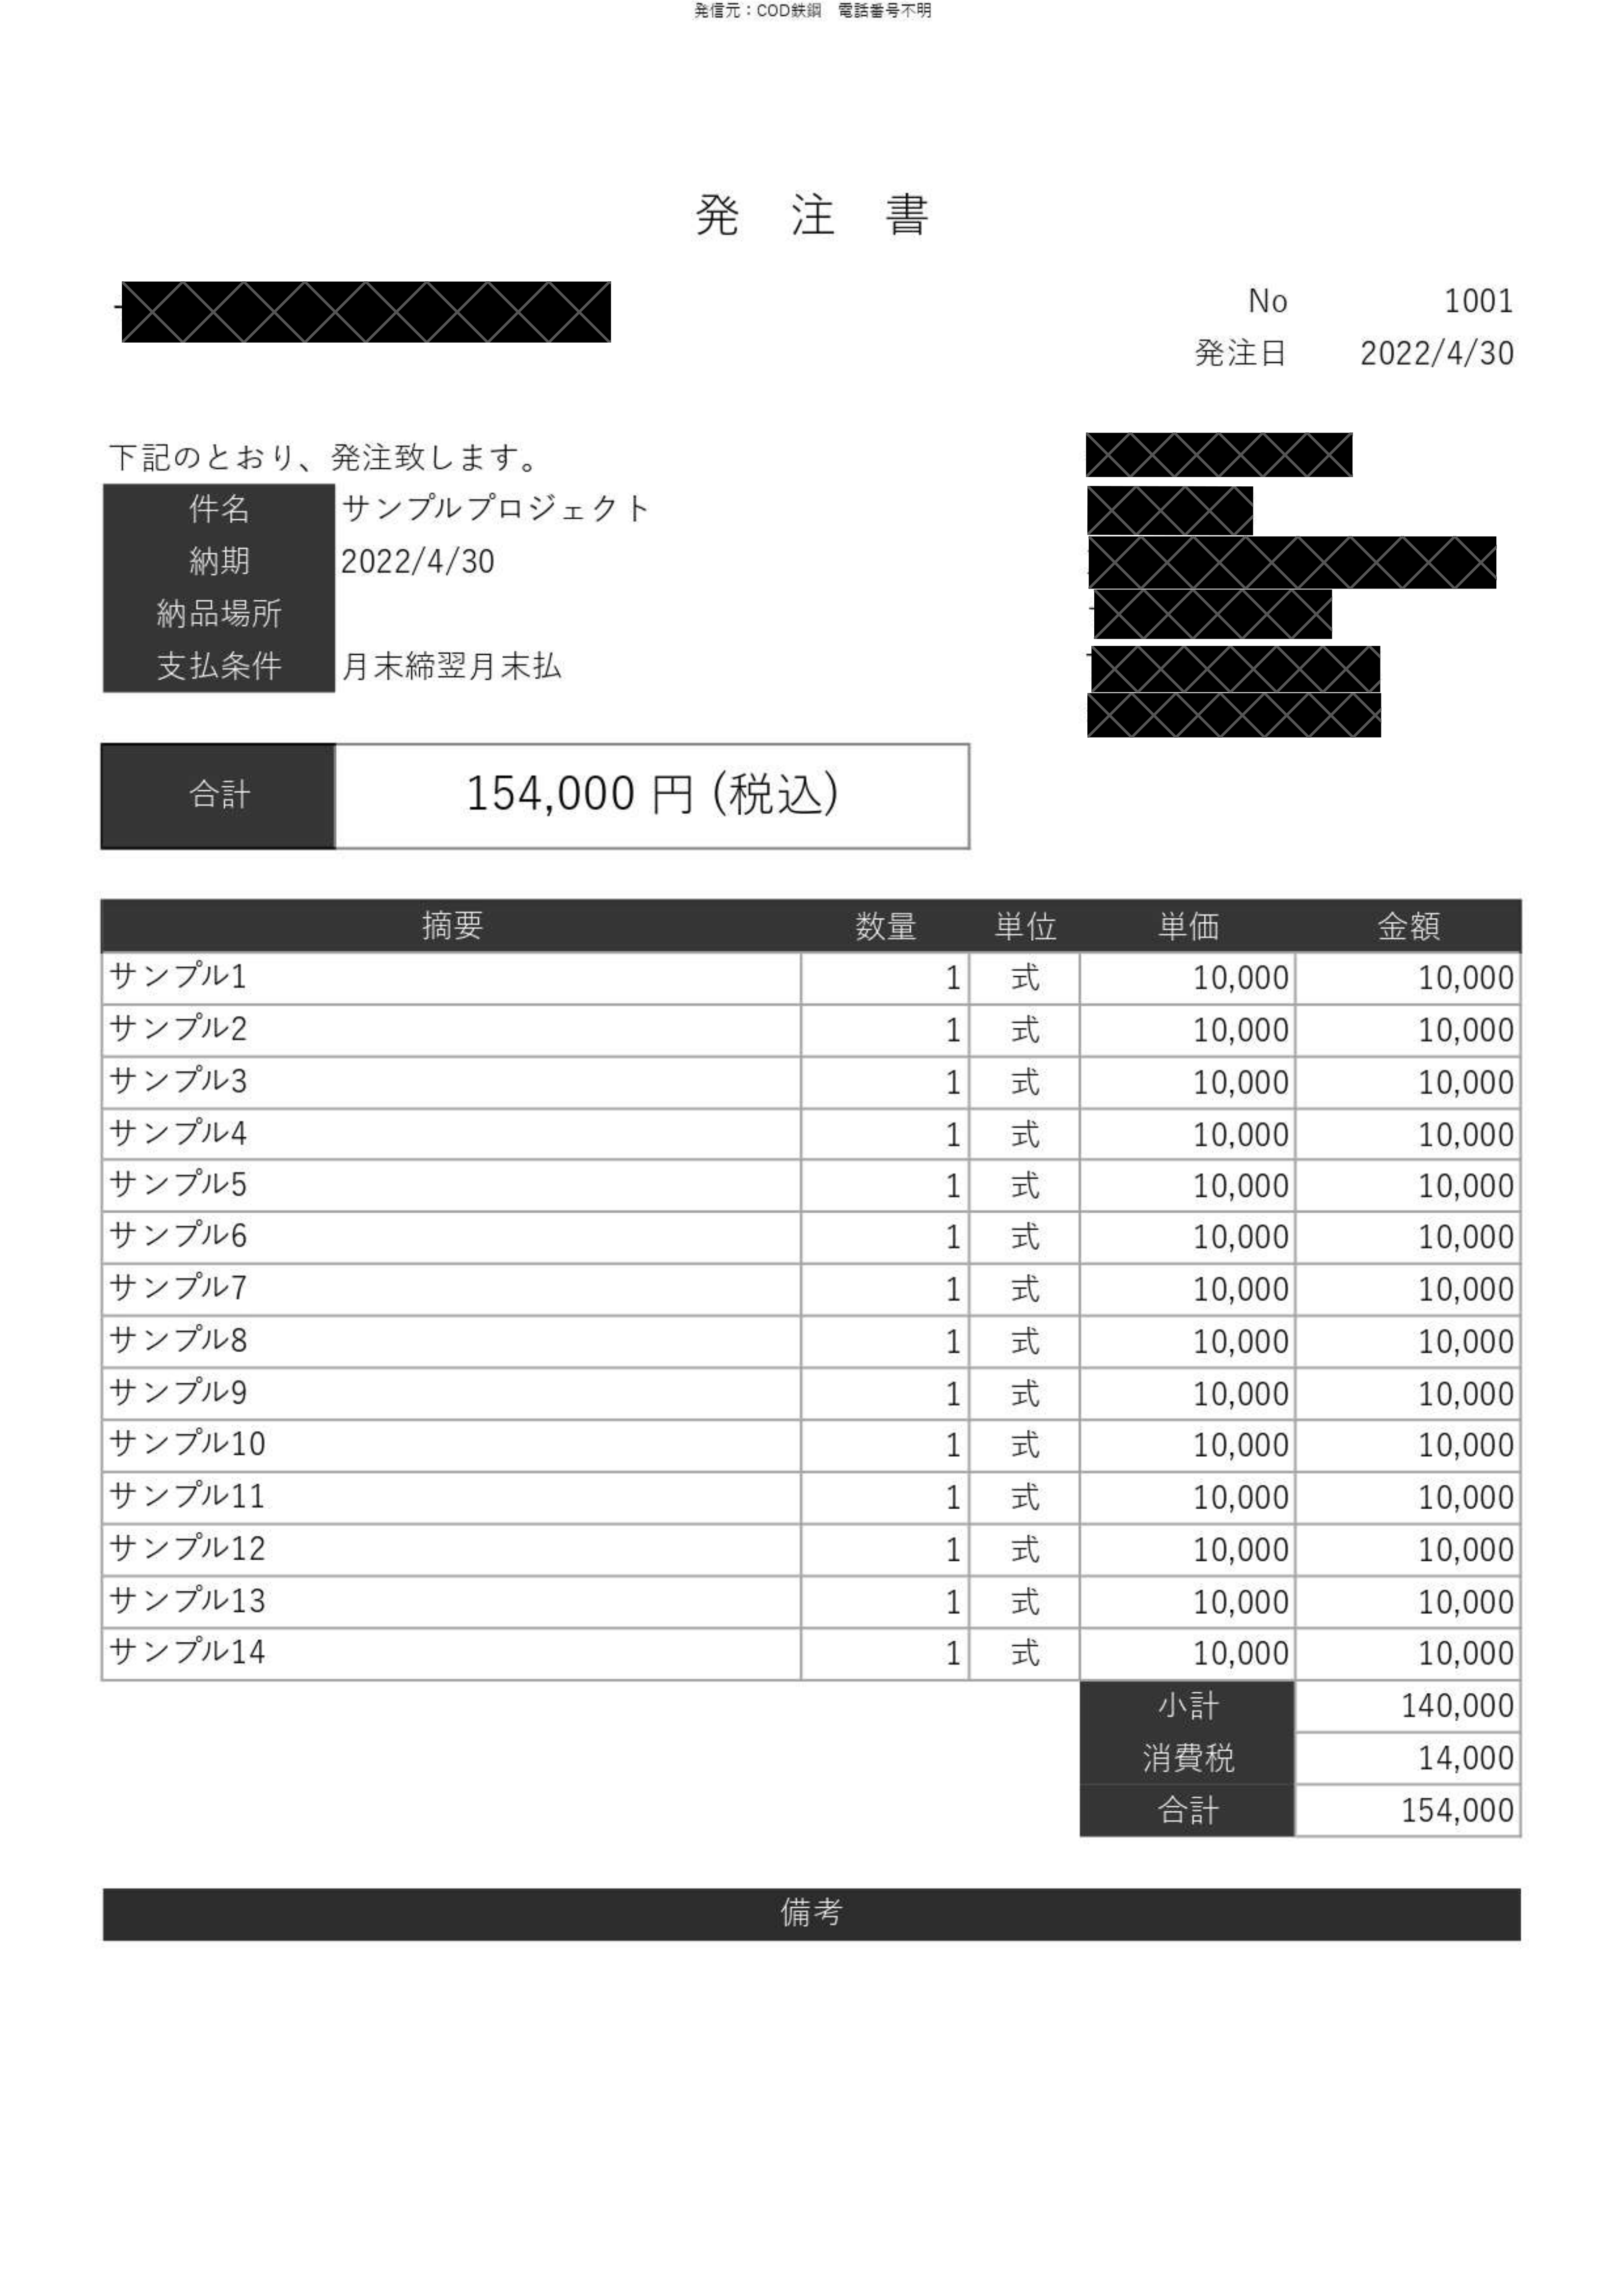 発信元：COD鉄鋼　電話番号不明
発　注　書
No 1001
発注日 2022/4/30
下記のとおり、発注致します。
件名 サンプルプロジェクト
納期 2022/4/30
納品場所
支払条件 月末締翌月末払
合計 154,000 円 (税込)
摘要 数量 単位 単価 金額
サンプル1 1 式 10,000 10,000
サンプル2 1 式 10,000 10,000
サンプル3 1 式 10,000 10,000
サンプル4 1 式 10,000 10,000
サンプル5 1 式 10,000 10,000
サンプル6 1 式 10,000 10,000
サンプル7 1 式 10,000 10,000
サンプル8 1 式 10,000 10,000
サンプル9 1 式 10,000 10,000
サンプル10 1 式 10,000 10,000
サンプル11 1 式 10,000 10,000
サンプル12 1 式 10,000 10,000
サンプル13 1 式 10,000 10,000
サンプル14 1 式 10,000 10,000
小計 140,000
消費税 14,000
合計 154,000
備考